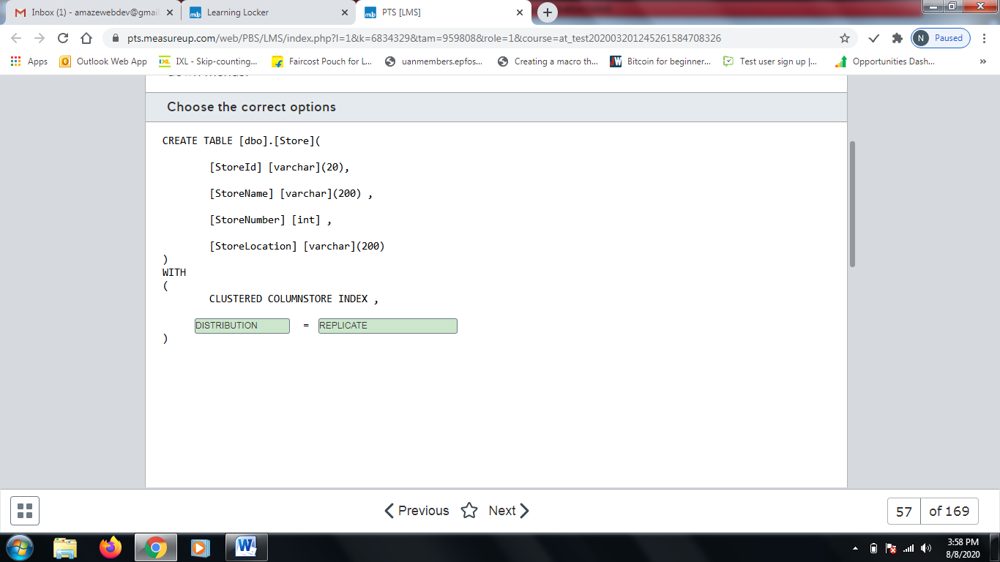 Inbox (1) - amazewebdev@gmail
Learning Locker
PTS [LMS]
pts.measureup.com/web/PBS/LMS/index.php?l=1&k=6834329&tam=959808&role=1&course=at_test202003201245261584708326
N Paused
Apps
Outlook Web App
IXL - Skip-counting...
Faircost Pouch for L...
uanmembers.epfos...
Creating a macro th...
Bitcoin for beginner...
Test user sign up |...
Opportunities Dash...
»
Choose the correct options
CREATE TABLE [dbo].[Store](
[StoreId] [varchar](20),
[StoreName] [varchar](200) ,
[StoreNumber] [int] ,
[StoreLocation] [varchar](200)
)
WITH
(
CLUSTERED COLUMNSTORE INDEX ,
DISTRIBUTION = REPLICATE
)
Previous Next 57 of 169
3:58 PM
8/8/2020